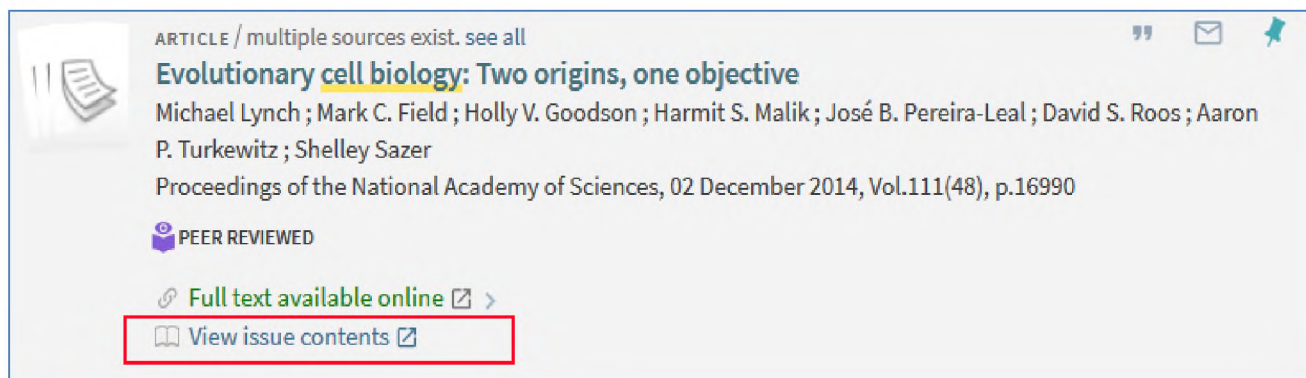 ARTICLE / multiple sources exist. see all
Evolutionary cell biology: Two origins, one objective
Michael Lynch ; Mark C. Field ; Holly V. Goodson ; Harmit S. Malik ; José B. Pereira-Leal ; David S. Roos ; Aaron
P. Turkewitz ; Shelley Sazer
Proceedings of the National Academy of Sciences, 02 December 2014, Vol.111(48), p.16990
PEER REVIEWED
Full text available online
View issue contents